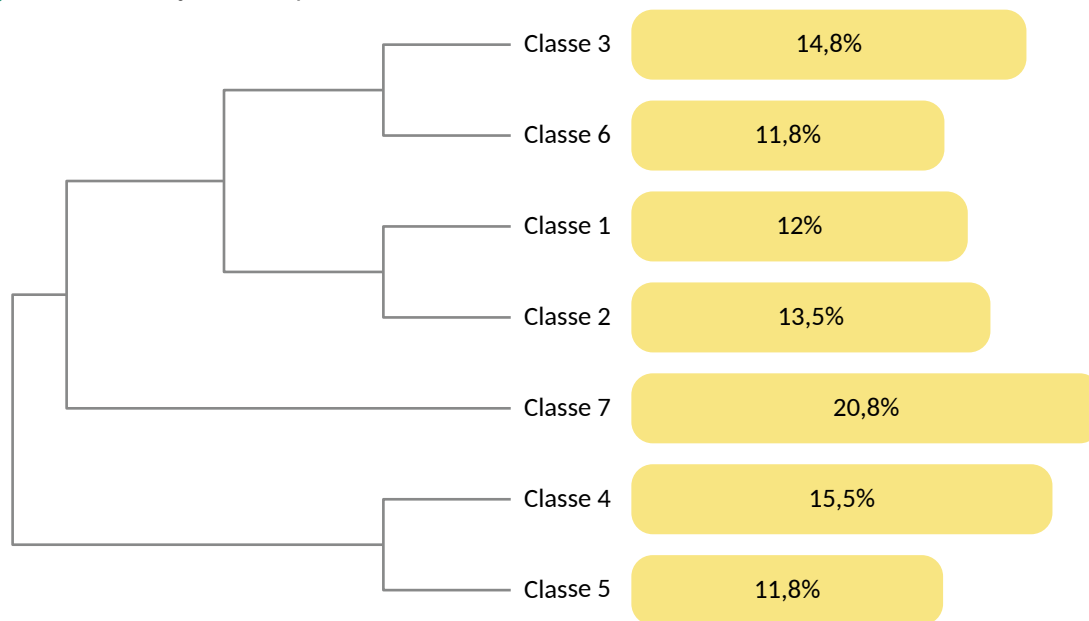 Classe 3 14,8%
Classe 6 11,8%
Classe 1 12%
Classe 2 13,5%
Classe 7 20,8%
Classe 4 15,5%
Classe 5 11,8%